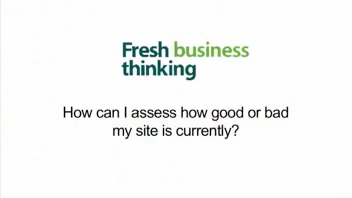 Fresh business
thinking
How can I assess how good or bad
my site is currently?